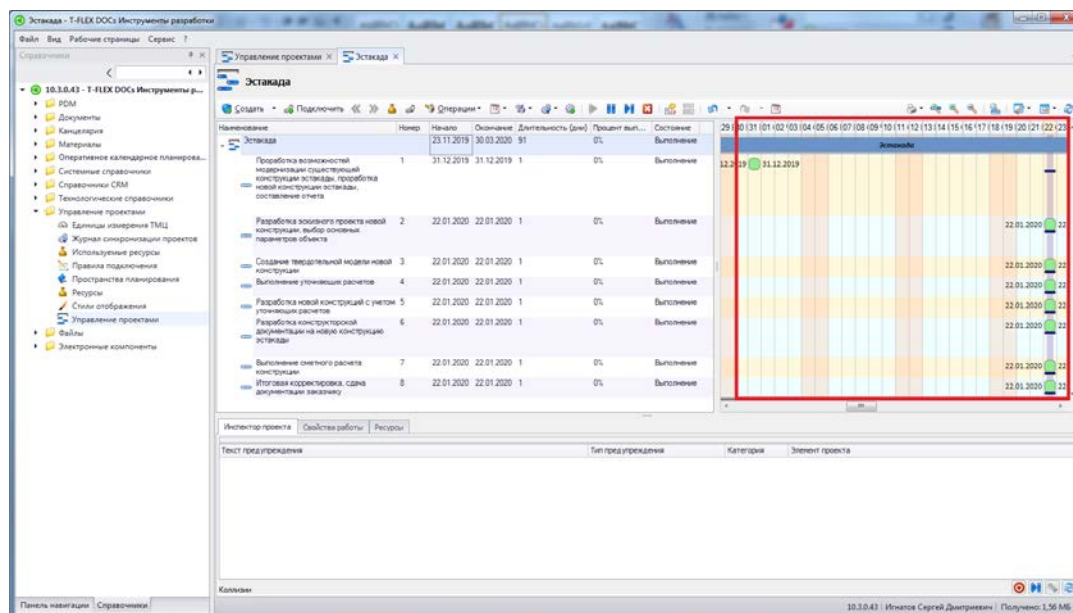 Эстакада - T-FLEX DOCs Инструменты разработки
Файл Вид Рабочие страницы Сервис ?
Справочники
Управление проектами
Эстакада
10.3.0.43 - T-FLEX DOCs Инструменты р...
PDM
Документы
Канцелярия
Материалы
Оперативное календарное планирова...
Системные справочники
Справочники CRM
Технологические справочники
Управление проектами
Единицы измерения ТМЦ
Журнал синхронизации проектов
Используемые ресурсы
Правила подключения
Пространства планирования
Ресурсы
Стили отображения
Управление проектами
Файлы
Электронные компоненты
Эстакада
Создать Подключить Операции
Наименование Номер Начало Окончание Длительность (дни) Процент вып... Состояние
Эстакада 23.11.2019 30.03.2020 91 0% Выполнение
Проработка возможностей модернизации существующей конструкции эстакады, проработка новой конструкции эстакады, составление отчета 1 31.12.2019 31.12.2019 1 0% Выполнение
Разработка эскизного проекта новой конструкции, выбор основных параметров объекта 2 22.01.2020 22.01.2020 1 0% Выполнение
Создание твердотельной модели новой конструкции 3 22.01.2020 22.01.2020 1 0% Выполнение
Выполнение уточняющих расчетов 4 22.01.2020 22.01.2020 1 0% Выполнение
Разработка новой конструкций с учетом уточняющих расчетов 5 22.01.2020 22.01.2020 1 0% Выполнение
Разработка конструкторской документации на новую конструкцию эстакады 6 22.01.2020 22.01.2020 1 0% Выполнение
Выполнение сметного расчета конструкции 7 22.01.2020 22.01.2020 1 0% Выполнение
Итоговая корректировка, сдача документации заказчику 8 22.01.2020 22.01.2020 1 0% Выполнение
29 30 31 01 02 03 04 05 06 07 08 09 10 11 12 13 14 15 16 17 18 19 20 21 22 23
Эстакада
12.2019 31.12.2019
22.01.2020 22
22.01.2020 22
22.01.2020 22
22.01.2020 22
22.01.2020 22
22.01.2020 22
22.01.2020 22
Инспектор проекта Свойства работы Ресурсы
Текст предупреждения Тип предупреждения Категория Элемент проекта
Коллизии
Панель навигации Справочники
10.3.0.43 Игнатов Сергей Дмитриевич Получено: 1,56 МБ